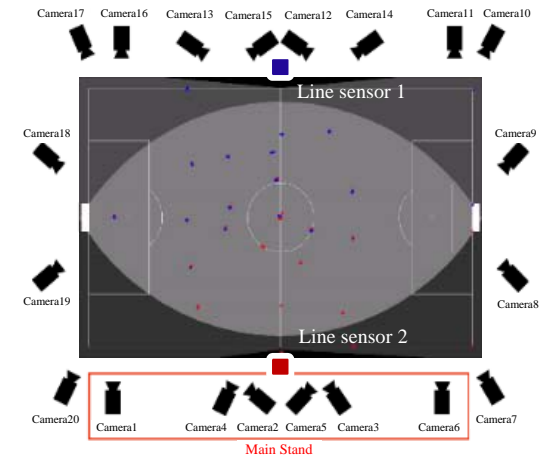 Camera17 Camera16 Camera13 Camera15 Camera12 Camera14 Camera11 Camera10
Line sensor 1
Camera18
Camera9
Camera19
Camera8
Line sensor 2
Camera20 Camera1 Camera4 Camera2 Camera5 Camera3 Camera6 Camera7
Main Stand